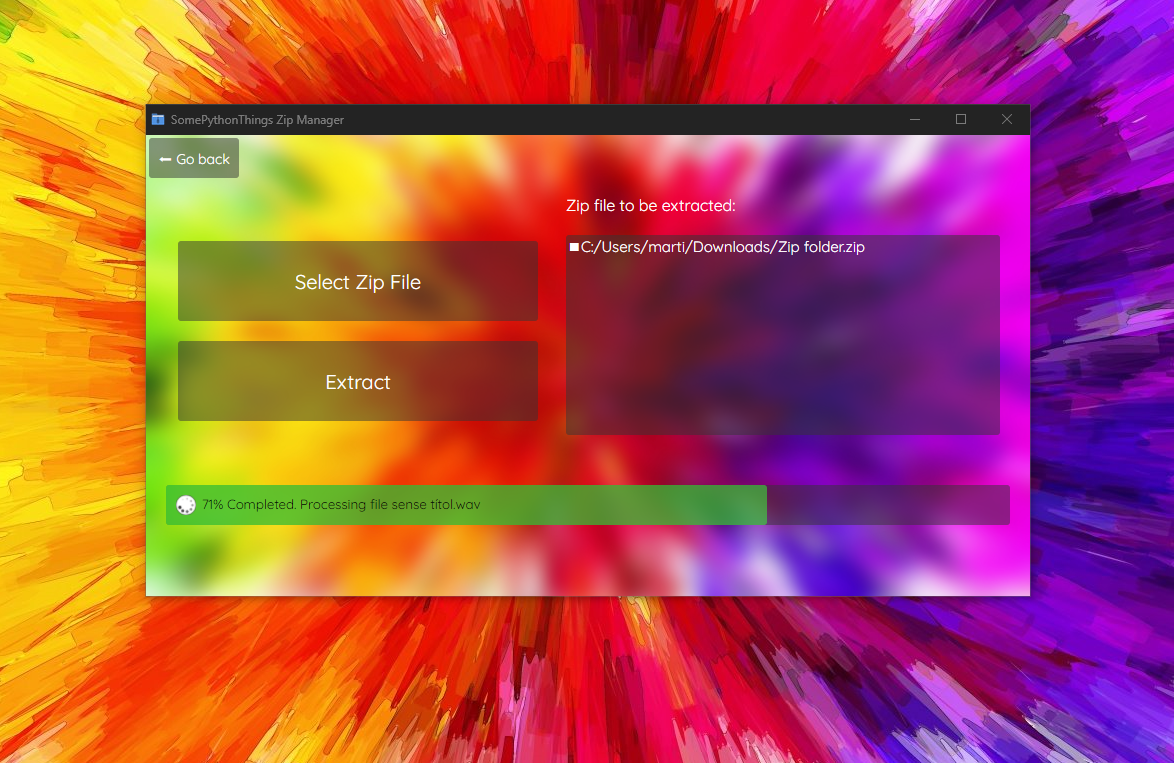 SomePythonThings Zip Manager
Go back
Zip file to be extracted:
C:/Users/marti/Downloads/Zip folder.zip
Select Zip File
Extract
71% Completed. Processing file sense títol.wav